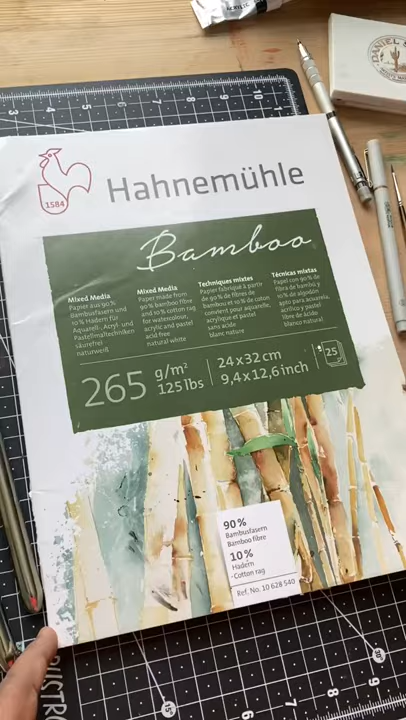 ACRYLIC
DANIEL S
1584
Hahnemühle
Bamboo
Mixed Media
Papier aus 90%
Bambusfasern und
10% Hadern für
Aquarell-, Acryl- und
Pastellmaltechniken
säurefrei
naturweiß
Mixed Media
Paper made from
90% bamboo fibre
and 10% cotton rag
for watercolour,
acrylic and pastel
acid free
natural white
Techniques mixtes
Papier fabriqué à partir
de 90% de fibre de
bambou et 10% de coton
convient pour aquarelle,
acrylique et pastel
sans acide
blanc nature
Técnicas mixtas
Papel con 90% de
fibra de bambú y
10% de algodón
apto para acuarela,
acrílico y pastel
libre de ácido
blanco natural
265 g/m²
125 lbs
24 x 32 cm
9,4 x 12,6 inch
25
90%
Bambusfasern
Bamboo fibre
10%
Hadern
Cotton rag
Ref. No. 10 628 540